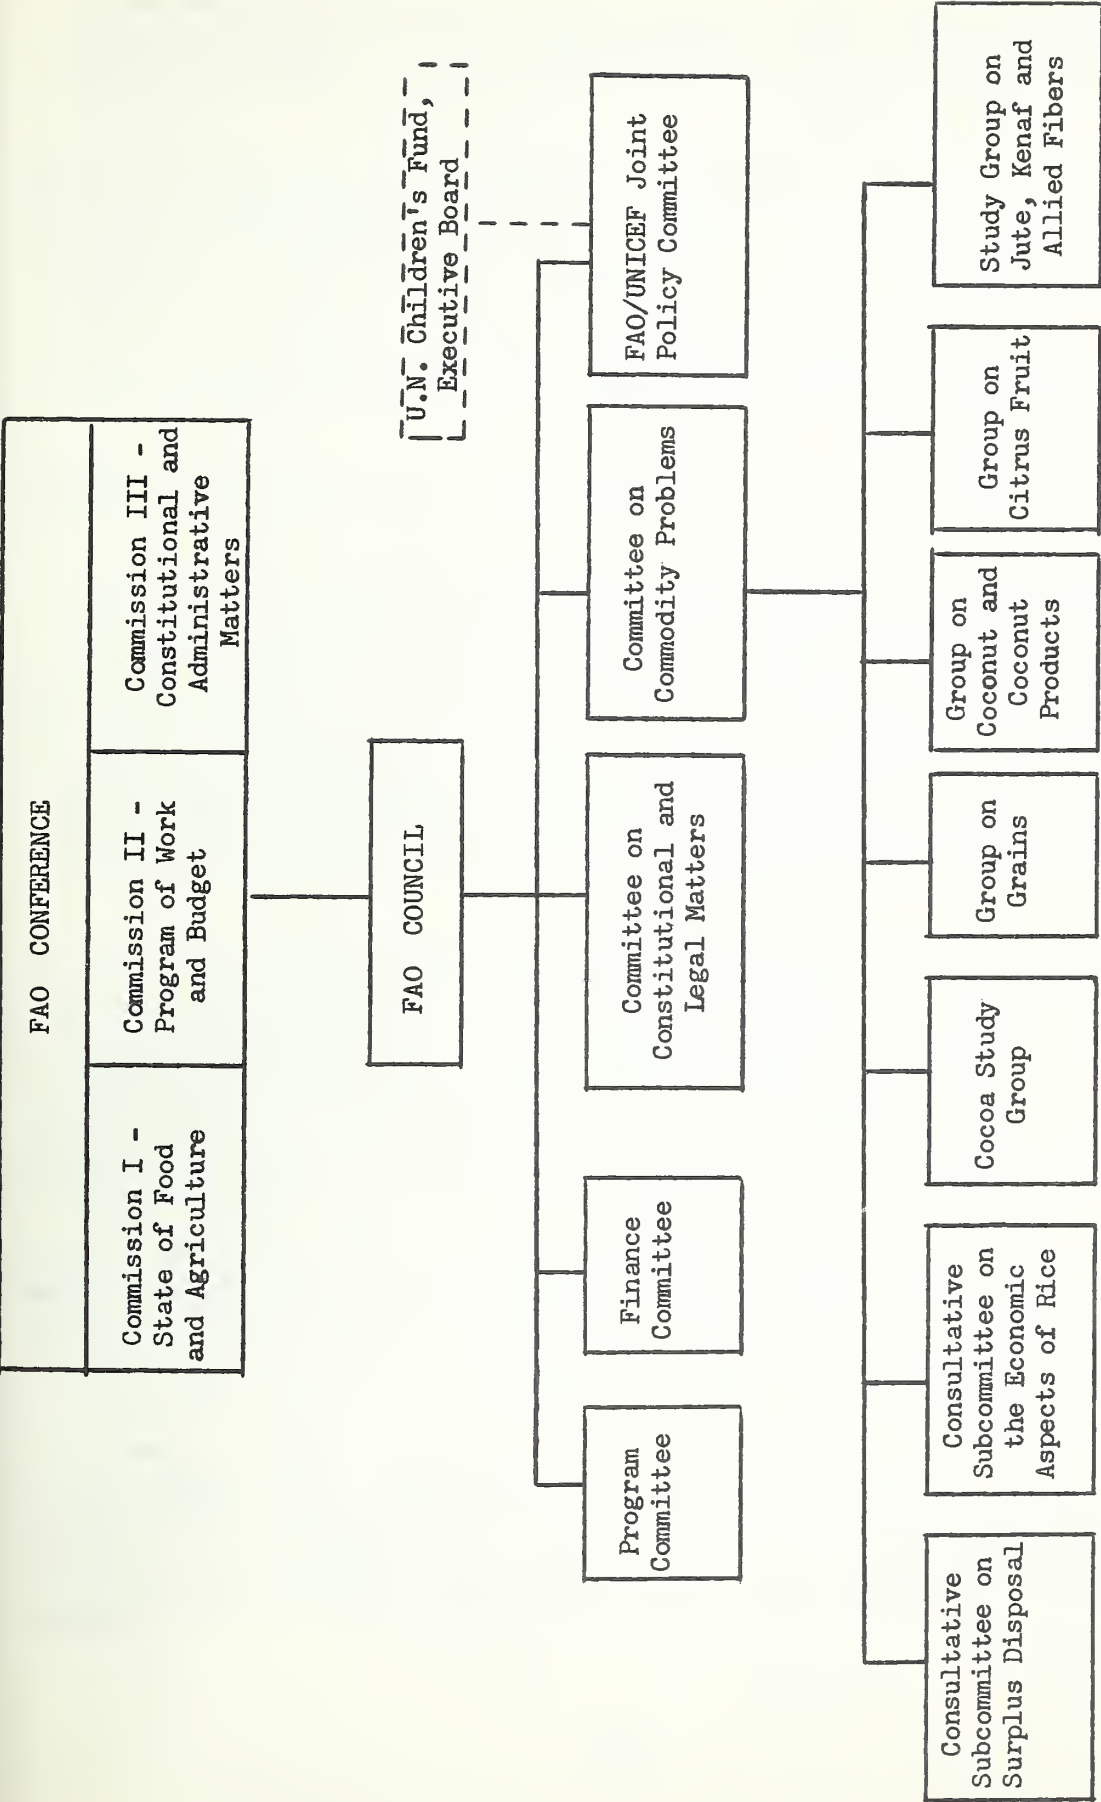 FAO CONFERENCE
Commission I -
State of Food
and Agriculture
Commission II -
Program of Work
and Budget
Commission III -
Constitutional and
Administrative
Matters
FAO COUNCIL
U.N. Children's Fund,
Executive Board
Program
Committee
Finance
Committee
Committee on
Constitutional and
Legal Matters
Committee on
Commodity Problems
FAO/UNICEF Joint
Policy Committee
Consultative
Subcommittee on
Surplus Disposal
Consultative
Subcommittee on
the Economic
Aspects of Rice
Cocoa Study
Group
Group on
Grains
Group on
Coconut and
Coconut
Products
Group on
Citrus Fruit
Study Group on
Jute, Kenaf and
Allied Fibers